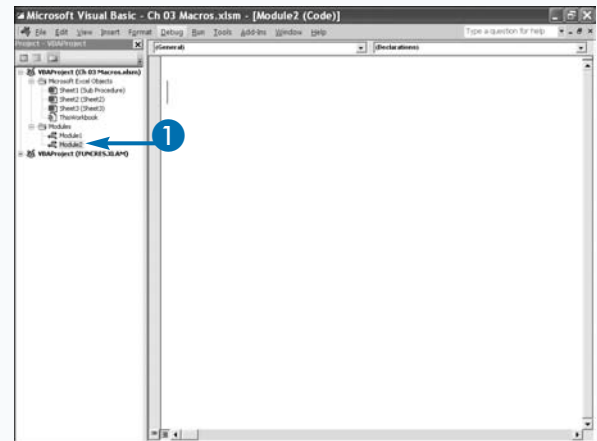 Microsoft Visual Basic - Ch 03 Macros.xlsm - [Module2 (Code)]
File Edit View Insert Format Debug Run Tools Add-Ins Window Help
Type a question for help
Project - VBAProject
(General)
(Declarations)
VBAProject (Ch 03 Macros.xlsm)
Microsoft Excel Objects
Sheet1 (Sub Procedure)
Sheet2 (Sheet2)
Sheet3 (Sheet3)
ThisWorkbook
Modules
Module1
Module2
VBAProject (FUNCRES.XLAM)
1